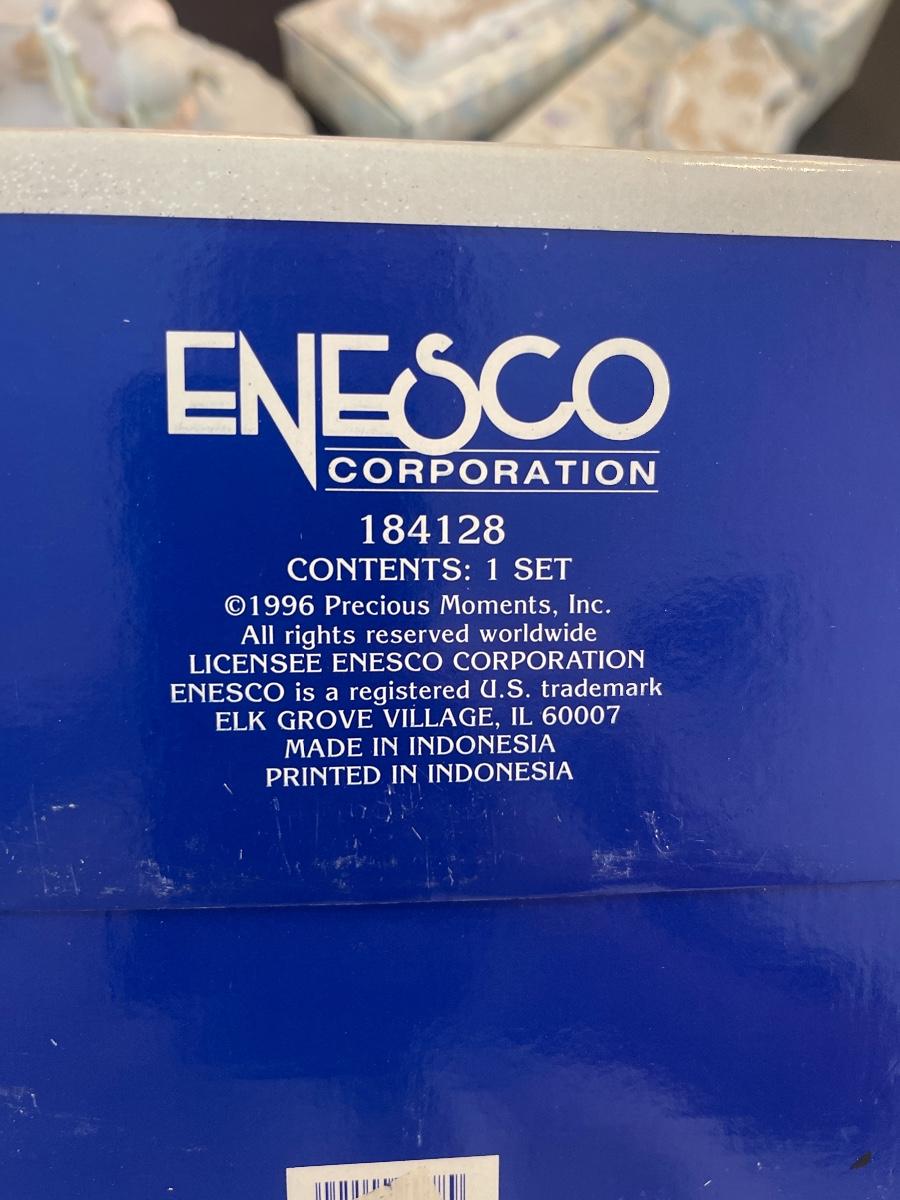 ENESCO
CORPORATION
184128
CONTENTS: 1 SET
©1996 Precious Moments, Inc.
All rights reserved worldwide
LICENSEE ENESCO CORPORATION
ENESCO is a registered U.S. trademark
ELK GROVE VILLAGE, IL 60007
MADE IN INDONESIA
PRINTED IN INDONESIA